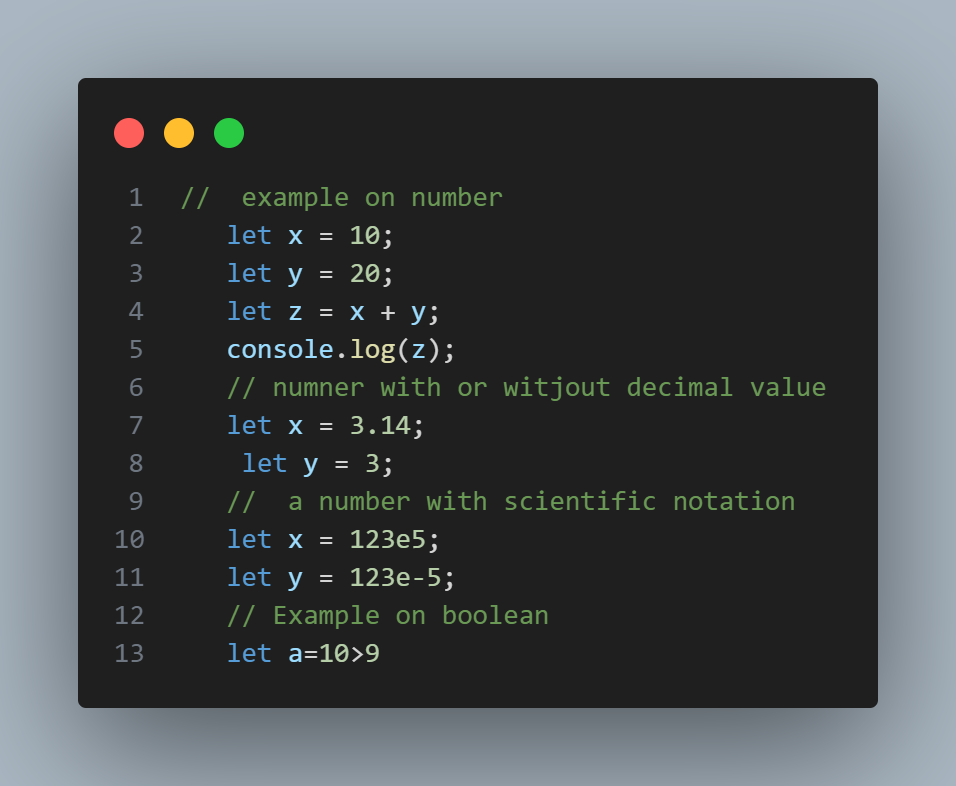 1 //  example on number
2    let x = 10;
3    let y = 20;
4    let z = x + y;
5    console.log(z);
6    // numner with or witjout decimal value
7    let x = 3.14;
8     let y = 3;
9    //  a number with scientific notation
10    let x = 123e5;
11    let y = 123e-5;
12    // Example on boolean
13    let a=10>9